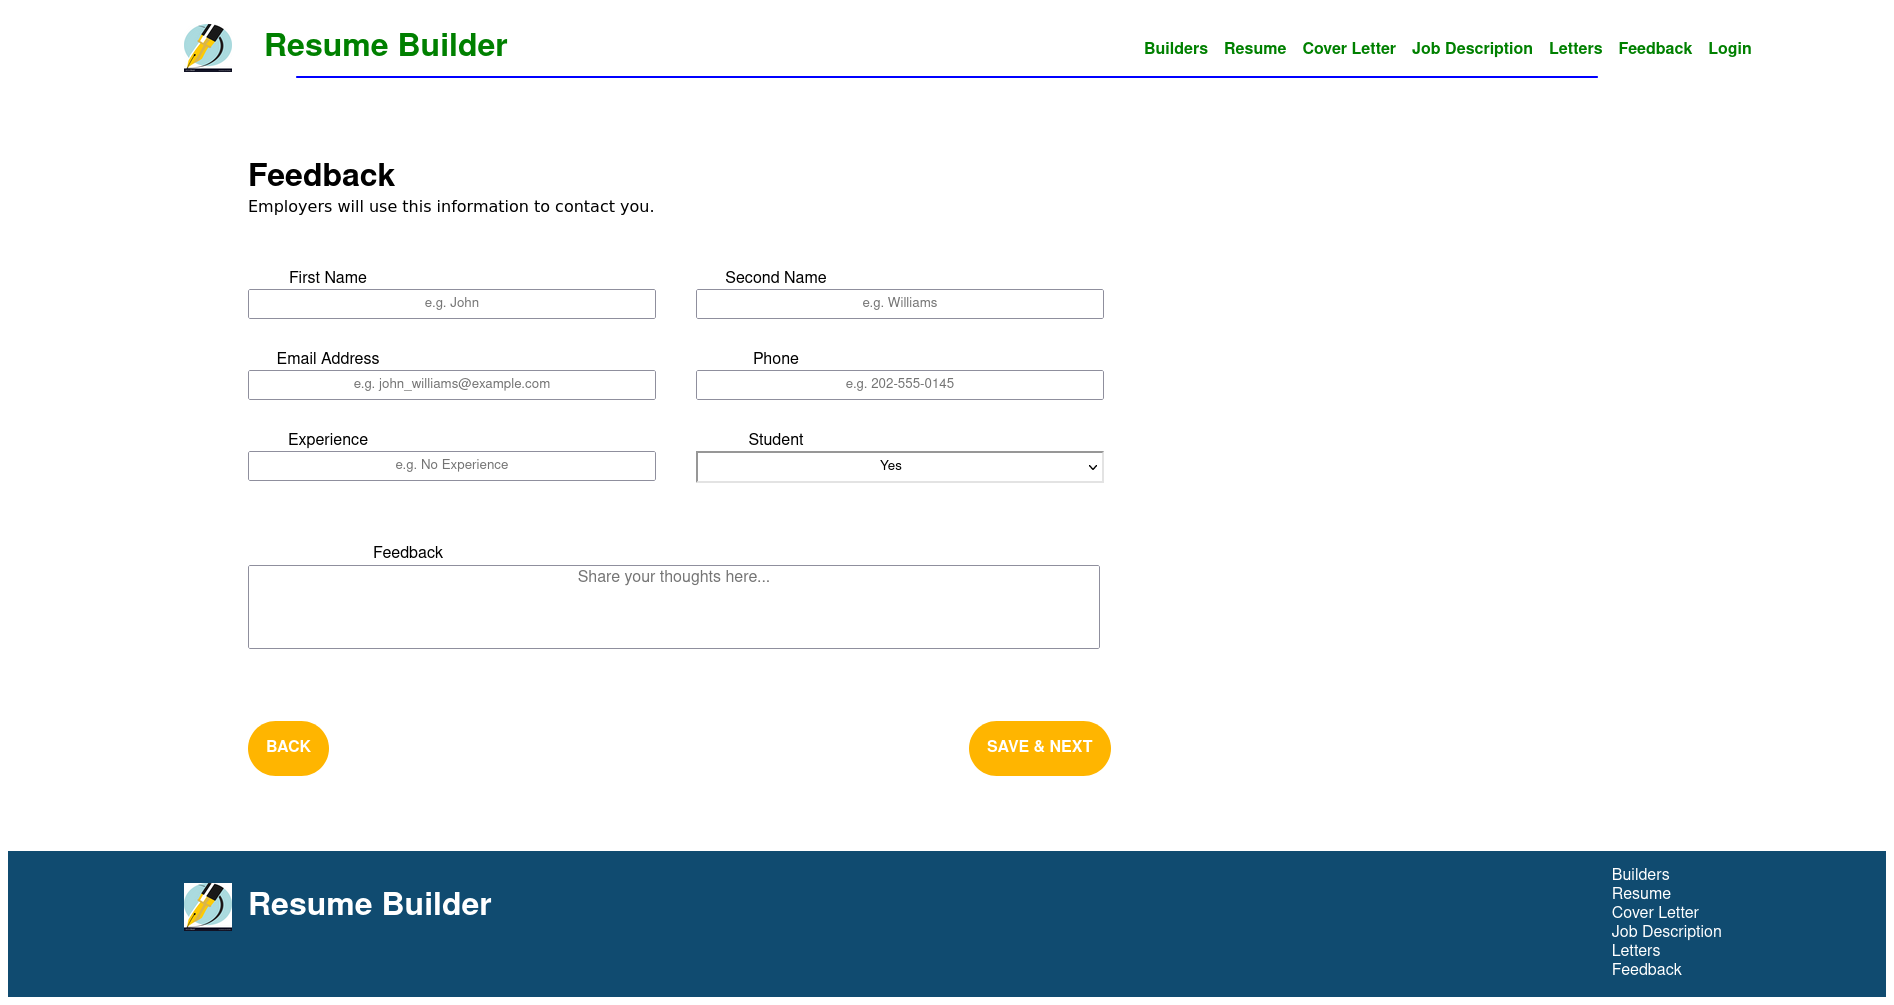 Resume Builder
Builders Resume Cover Letter Job Description Letters Feedback Login
Feedback
Employers will use this information to contact you.
First Name Second Name
e.g. John e.g. Williams
Email Address Phone
e.g. john_williams@example.com e.g. 202-555-0145
Experience Student
e.g. No Experience Yes
Feedback
Share your thoughts here...
BACK SAVE & NEXT
Resume Builder
Builders
Resume
Cover Letter
Job Description
Letters
Feedback